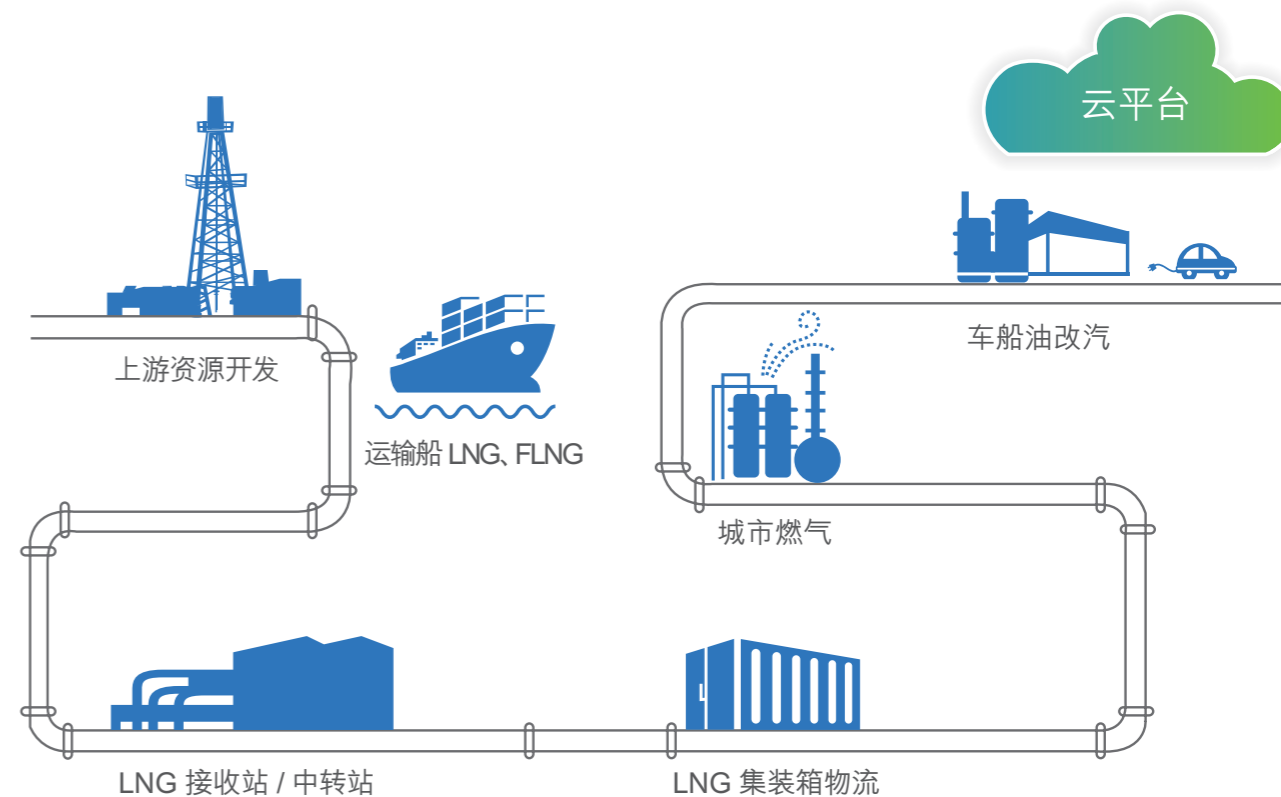 云平台
上游资源开发
运输船 LNG、FLNG
车船油改汽
城市燃气
LNG 接收站 / 中转站
LNG 集装箱物流